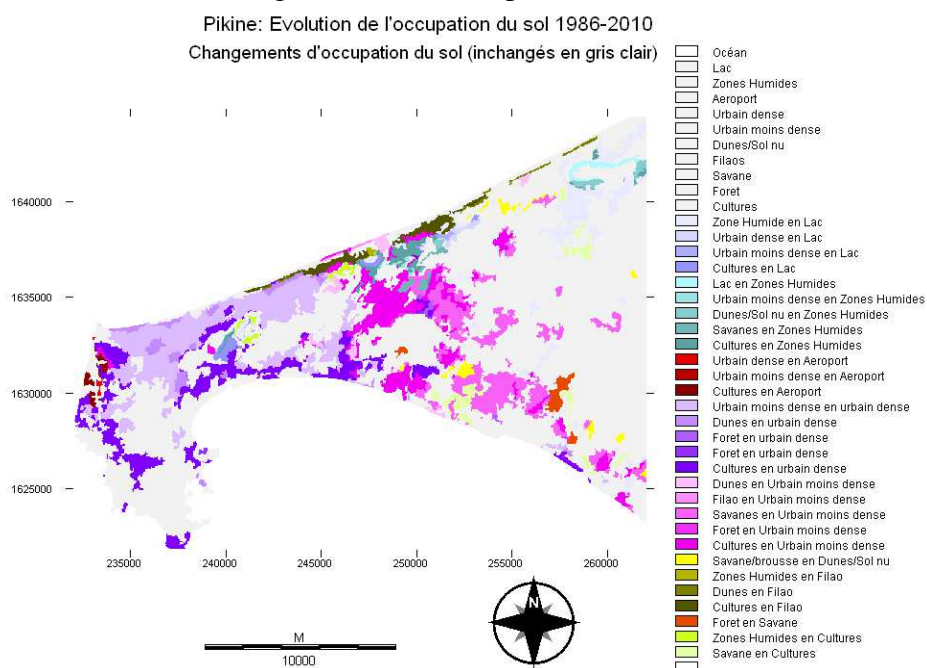 Pikine: Evolution de l'occupation du sol 1986-2010
Changements d'occupation du sol (inchangés en gris clair)
Océan
Lac
Zones Humides
Aeroport
Urbain dense
Urbain moins dense
Dunes/Sol nu
Filaos
Savane
Foret
Cultures
Zone Humide en Lac
Urbain dense en Lac
Urbain moins dense en Lac
Cultures en Lac
Lac en Zones Humides
Urbain moins dense en Zones Humides
Dunes/Sol nu en Zones Humides
Savanes en Zones Humides
Cultures en Zones Humides
Urbain dense en Aeroport
Urbain moins dense en Aeroport
Cultures en Aeroport
Urbain moins dense en urbain dense
Dunes en urbain dense
Foret en urbain dense
Foret en urbain dense
Cultures en urbain dense
Dunes en Urbain moins dense
Filao en Urbain moins dense
Savanes en Urbain moins dense
Foret en Urbain moins dense
Cultures en Urbain moins dense
Savane/brousse en Dunes/Sol nu
Zones Humides en Filao
Dunes en Filao
Cultures en Filao
Foret en Savane
Zones Humides en Cultures
Savane en Cultures
1640000
1635000
1630000
1625000
235000 240000 245000 250000 255000 260000
N
M
10000